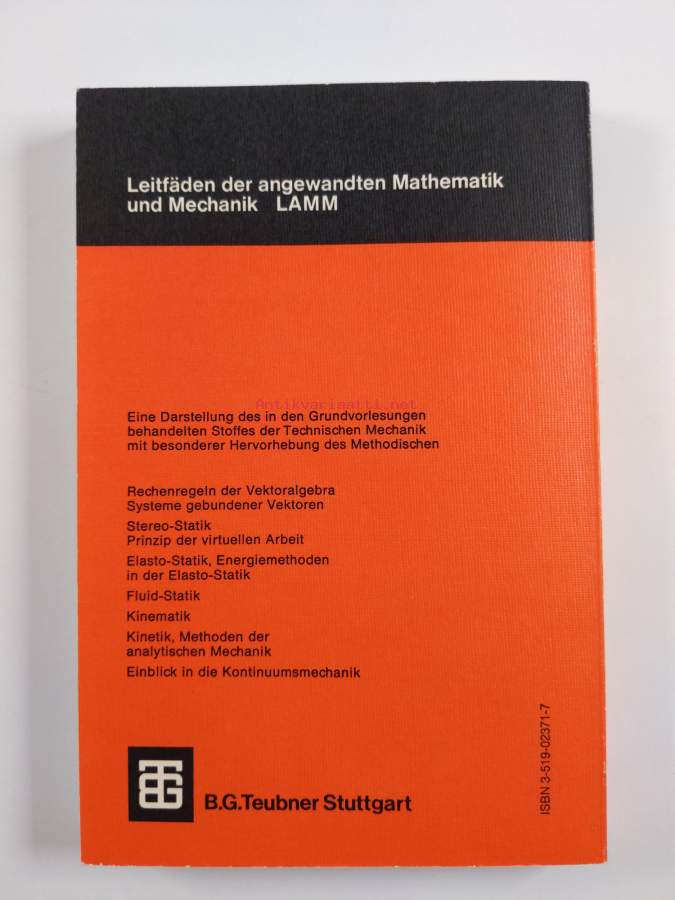 Leitfäden der angewandten Mathematik
und Mechanik LAMM
Antikvariaatti.net
Eine Darstellung des in den Grundvorlesungen
behandelten Stoffes der Technischen Mechanik
mit besonderer Hervorhebung des Methodischen
Rechenregeln der Vektoralgebra
Systeme gebundener Vektoren
Stereo-Statik
Prinzip der virtuellen Arbeit
Elasto-Statik, Energiemethoden
in der Elasto-Statik
Fluid-Statik
Kinematik
Kinetik, Methoden der
analytischen Mechanik
Einblick in die Kontinuumsmechanik
ISBN 3-519-02371-7
TBG
B.G.Teubner Stuttgart